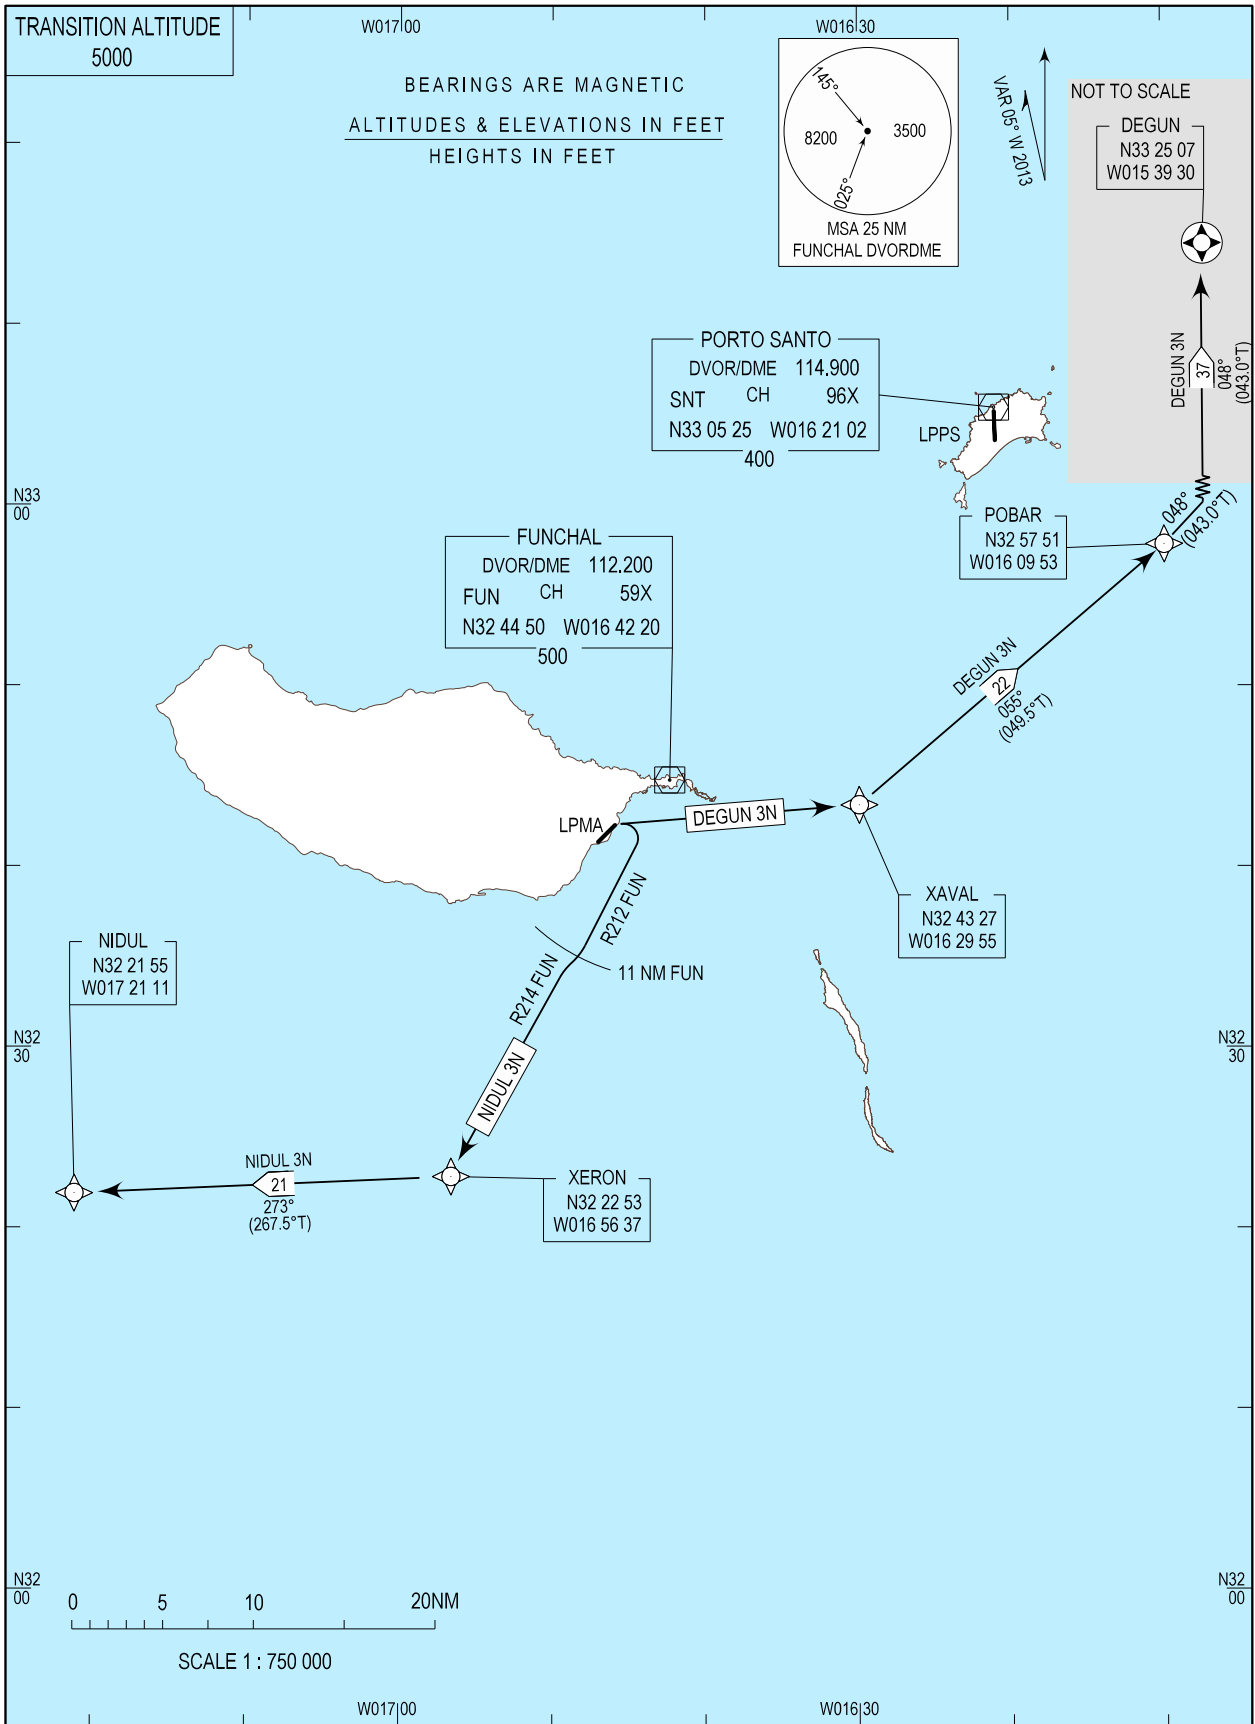 TRANSITION ALTITUDE
5000
W017 00
W016 30
BEARINGS ARE MAGNETIC
ALTITUDES & ELEVATIONS IN FEET
HEIGHTS IN FEET
145°
8200
3500
025°
MSA 25 NM
FUNCHAL DVORDME
VAR 05° W 2013
NOT TO SCALE
DEGUN
N33 25 07
W015 39 30
DEGUN 3N
37
048°
(043.0°T)
PORTO SANTO
DVOR/DME 114.900
SNT CH 96X
N33 05 25 W016 21 02
400
LPPS
N33
00
048°
(043.0°T)
POBAR
N32 57 51
W016 09 53
FUNCHAL
DVOR/DME 112.200
FUN CH 59X
N32 44 50 W016 42 20
500
DEGUN 3N
22
055°
(049.5°T)
LPMA
DEGUN 3N
XAVAL
N32 43 27
W016 29 55
R212 FUN
11 NM FUN
R214 FUN
NIDUL
N32 21 55
W017 21 11
N32
30
N32
30
NIDUL 3N
NIDUL 3N
21
273°
(267.5°T)
XERON
N32 22 53
W016 56 37
N32
00
N32
00
0 5 10 20NM
SCALE 1 : 750 000
W017 00
W016 30